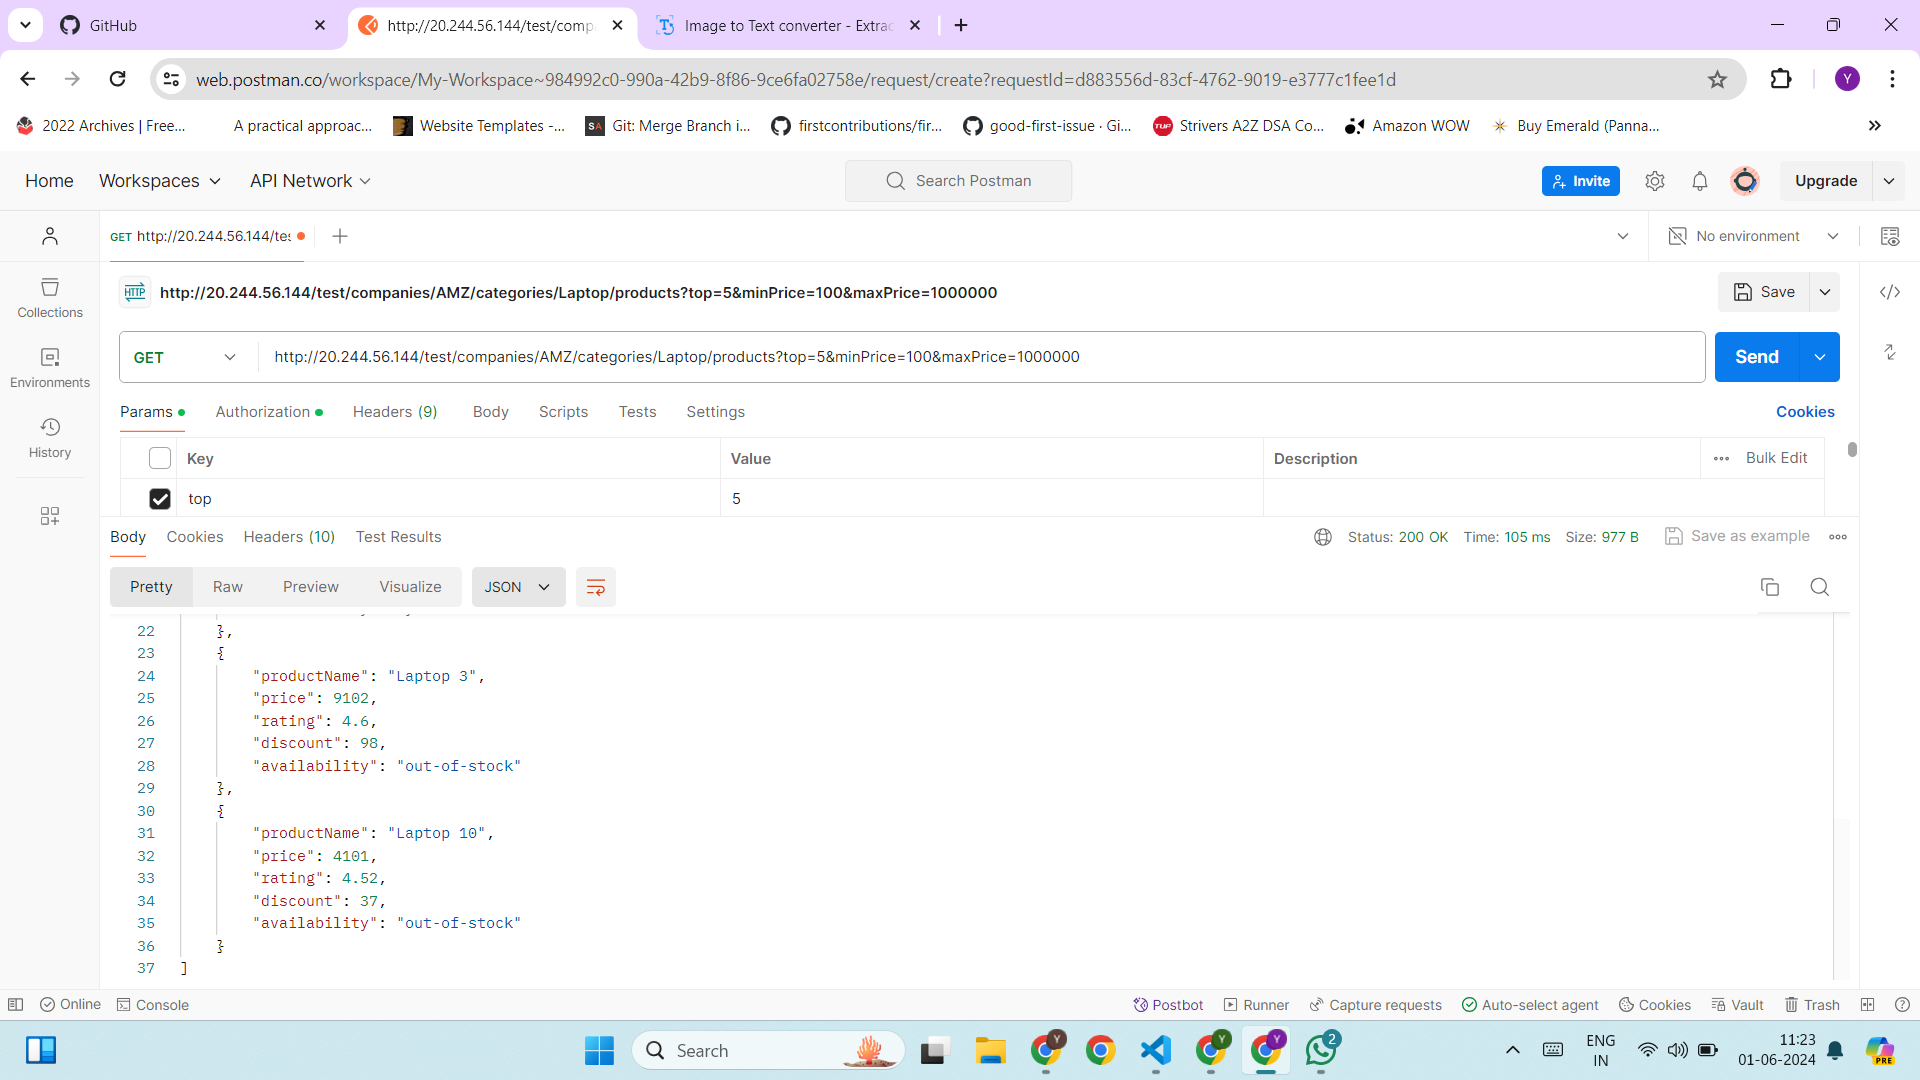 GitHub
http://20.244.56.144/test/comp
Image to Text converter - Extrac
web.postman.co/workspace/My-Workspace~984992c0-990a-42b9-8f86-9ce6fa02758e/request/create?requestId=d883556d-83cf-4762-9019-e3777c1fee1d
Y
2022 Archives | Free...
A practical approac...
Website Templates -...
SA
Git: Merge Branch i...
firstcontributions/fir...
good-first-issue · Gi...
TUF
Strivers A2Z DSA Co...
Amazon WOW
Buy Emerald (Panna...
Home
Workspaces
API Network
Search Postman
Invite
Upgrade
GET http://20.244.56.144/tes
No environment
HTTP
http://20.244.56.144/test/companies/AMZ/categories/Laptop/products?top=5&minPrice=100&maxPrice=1000000
Save
Collections
GET
http://20.244.56.144/test/companies/AMZ/categories/Laptop/products?top=5&minPrice=100&maxPrice=1000000
Send
Environments
Params
Authorization
Headers (9)
Body
Scripts
Tests
Settings
Cookies
History
Key
Value
Description
Bulk Edit
top
5
Body
Cookies
Headers (10)
Test Results
Status: 200 OK
Time: 105 ms
Size: 977 B
Save as example
Pretty
Raw
Preview
Visualize
JSON
22 },
23 {
24 "productName": "Laptop 3",
25 "price": 9102,
26 "rating": 4.6,
27 "discount": 98,
28 "availability": "out-of-stock"
29 },
30 {
31 "productName": "Laptop 10",
32 "price": 4101,
33 "rating": 4.52,
34 "discount": 37,
35 "availability": "out-of-stock"
36 }
37 ]
Online
Console
Postbot
Runner
Capture requests
Auto-select agent
Cookies
Vault
Trash
Search
Y
Y
Y
2
ENG
IN
11:23
01-06-2024
PRE